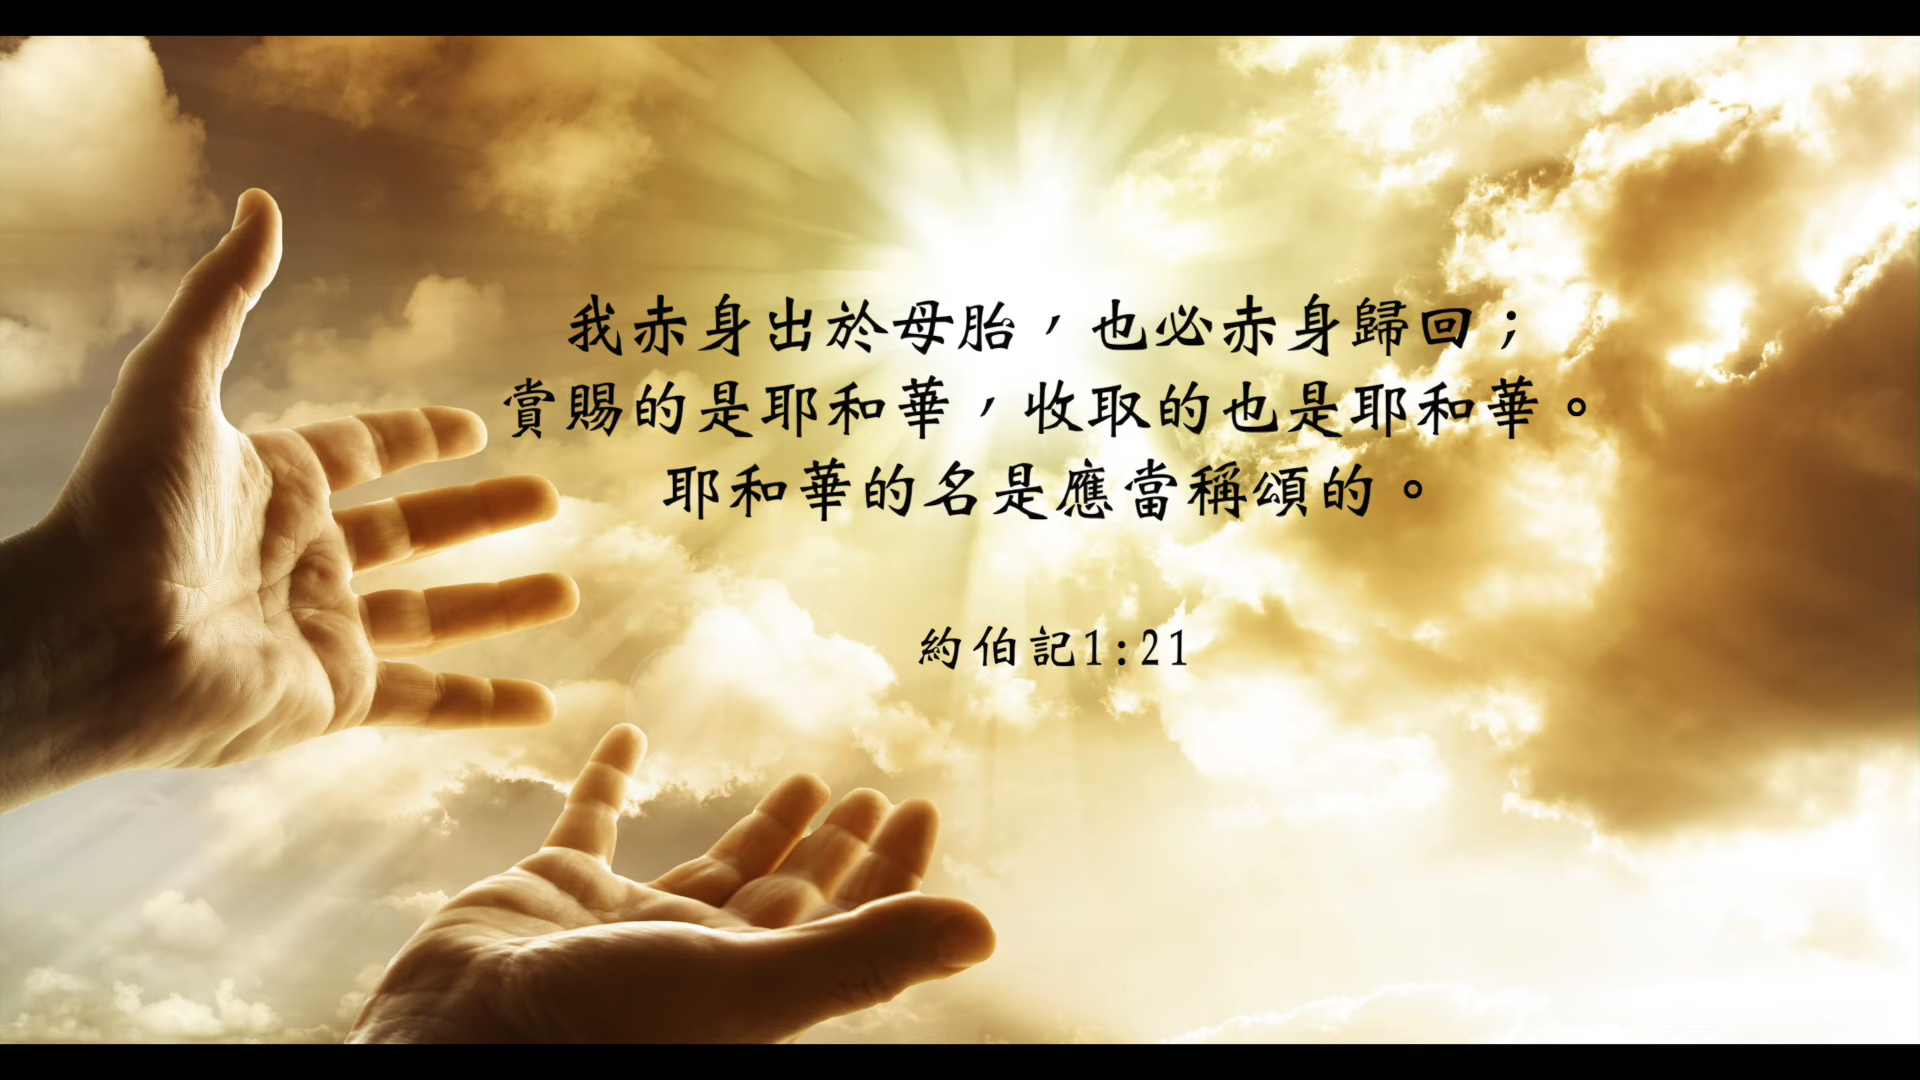 我赤身出於母胎，也必赤身歸回；
賞賜的是耶和華，收取的也是耶和華。
耶和華的名是應當稱頌的。
約伯記1:21